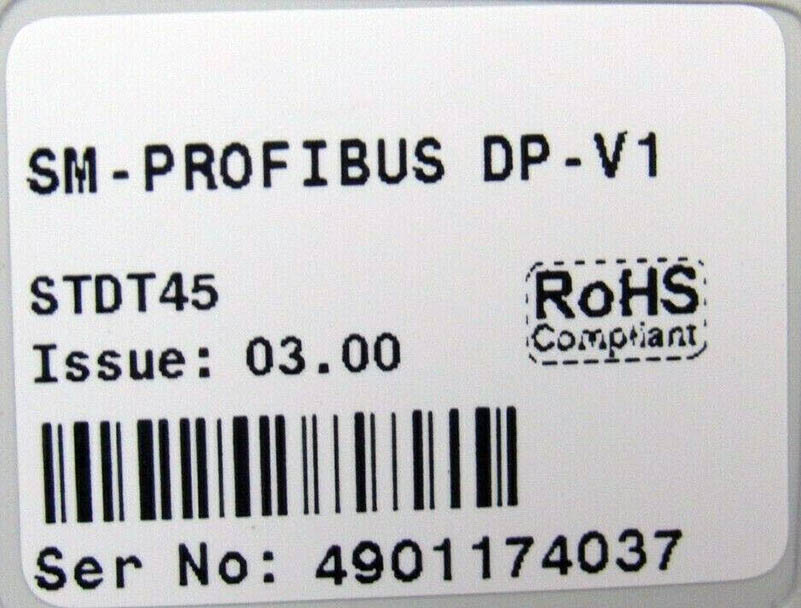 SM-PROFIBUS DP-V1
STDT45
RoHS
Compliant
Issue: 03.00
Ser No: 4901174037